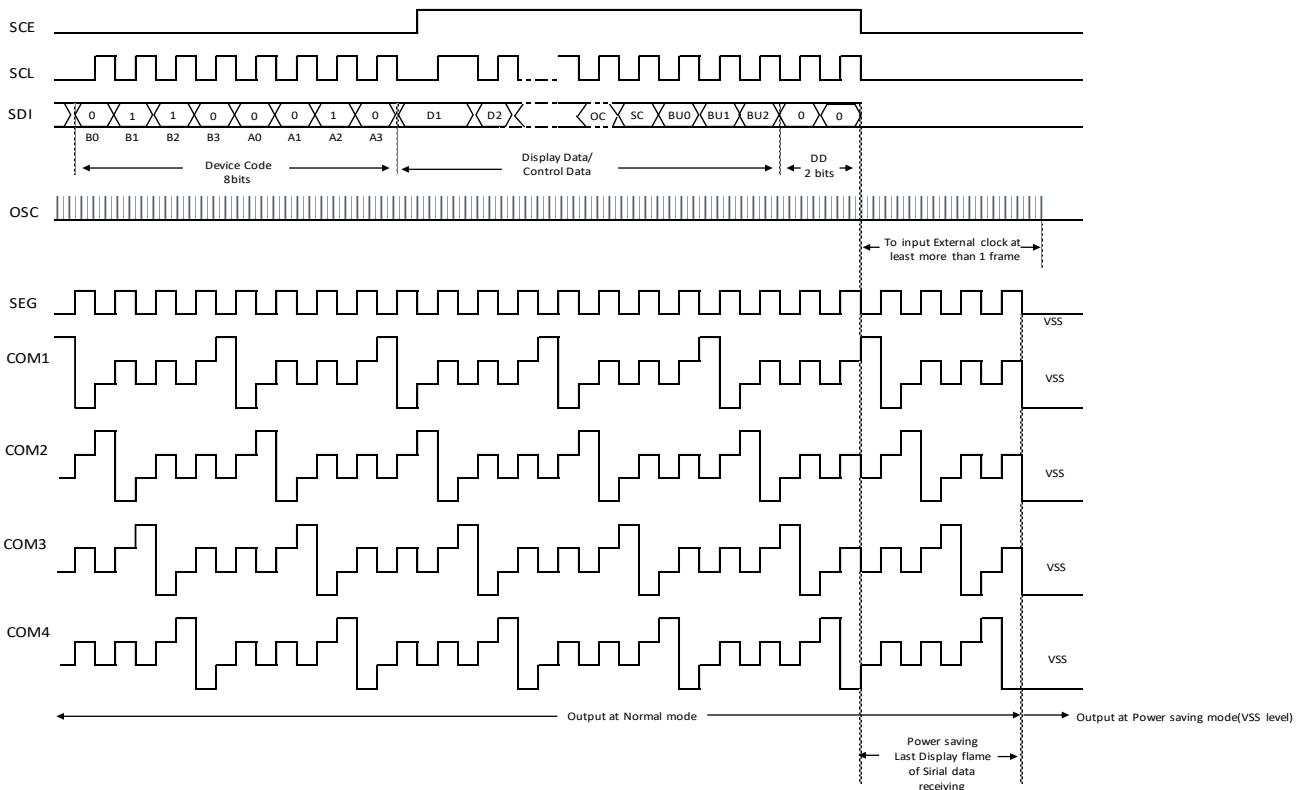 SCE
SCL
SDI
0 1 1 0 0 0 1 0 D1 D2 OC SC BU0 BU1 BU2 0 0
B0 B1 B2 B3 A0 A1 A2 A3
Device Code
8bits
Display Data/
Control Data
DD
2 bits
OSC
To input External clock at
least more than 1 frame
SEG
VSS
COM1
VSS
COM2
VSS
COM3
VSS
COM4
VSS
Output at Normal mode
Output at Power saving mode(VSS level)
Power saving
Last Display flame
of Sirial data
receiving